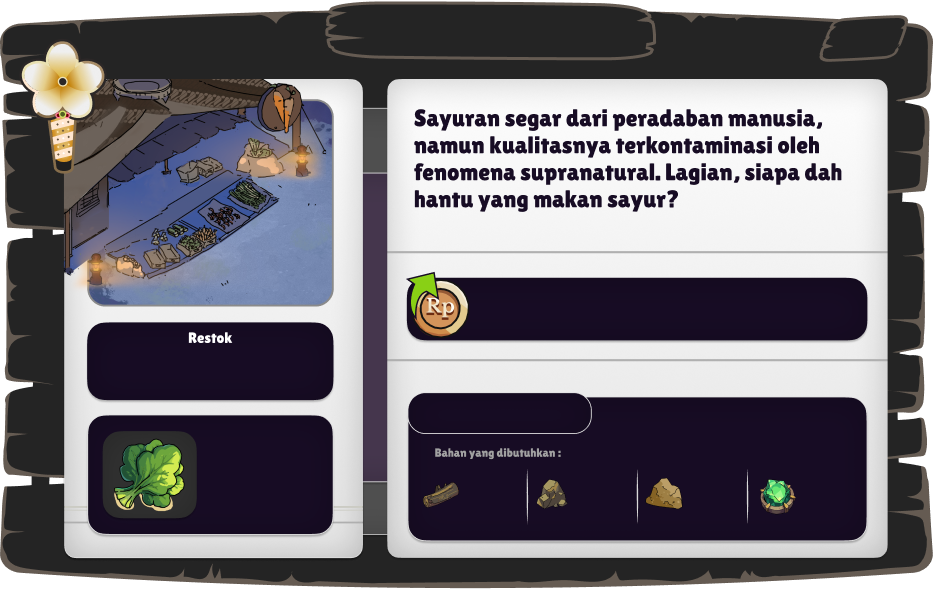 Sayuran segar dari peradaban manusia,
namun kualitasnya terkontaminasi oleh
fenomena supranatural. Lagian, siapa dah
hantu yang makan sayur?
Rp
Restok
Bahan yang dibutuhkan :